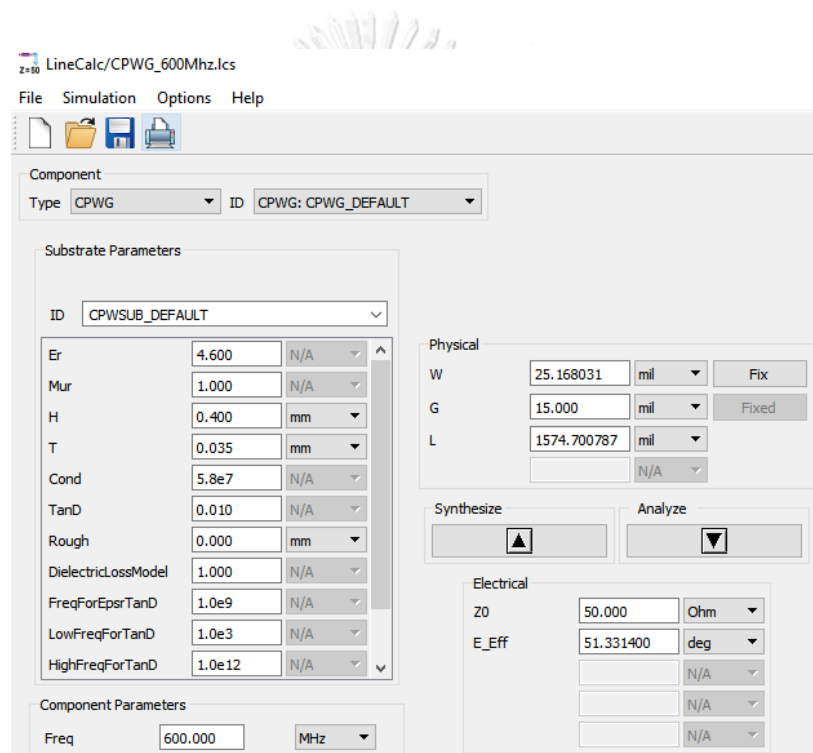 Z=50 LineCalc/CPWG_600Mhz.lcs
File Simulation Options Help
Component
Type CPWG ID CPWG: CPWG_DEFAULT
Substrate Parameters
ID CPWSUB_DEFAULT
Er 4.600 N/A
Mur 1.000 N/A
H 0.400 mm
T 0.035 mm
Cond 5.8e7 N/A
TanD 0.010 N/A
Rough 0.000 mm
DielectricLossModel 1.000 N/A
FreqForEpsrTanD 1.0e9 N/A
LowFreqForTanD 1.0e3 N/A
HighFreqForTanD 1.0e12 N/A
Component Parameters
Freq 600.000 MHz
Physical
W 25.168031 mil Fix
G 15.000 mil Fixed
L 1574.700787 mil
N/A
Synthesize Analyze
Electrical
Z0 50.000 Ohm
E_Eff 51.331400 deg
N/A
N/A
N/A